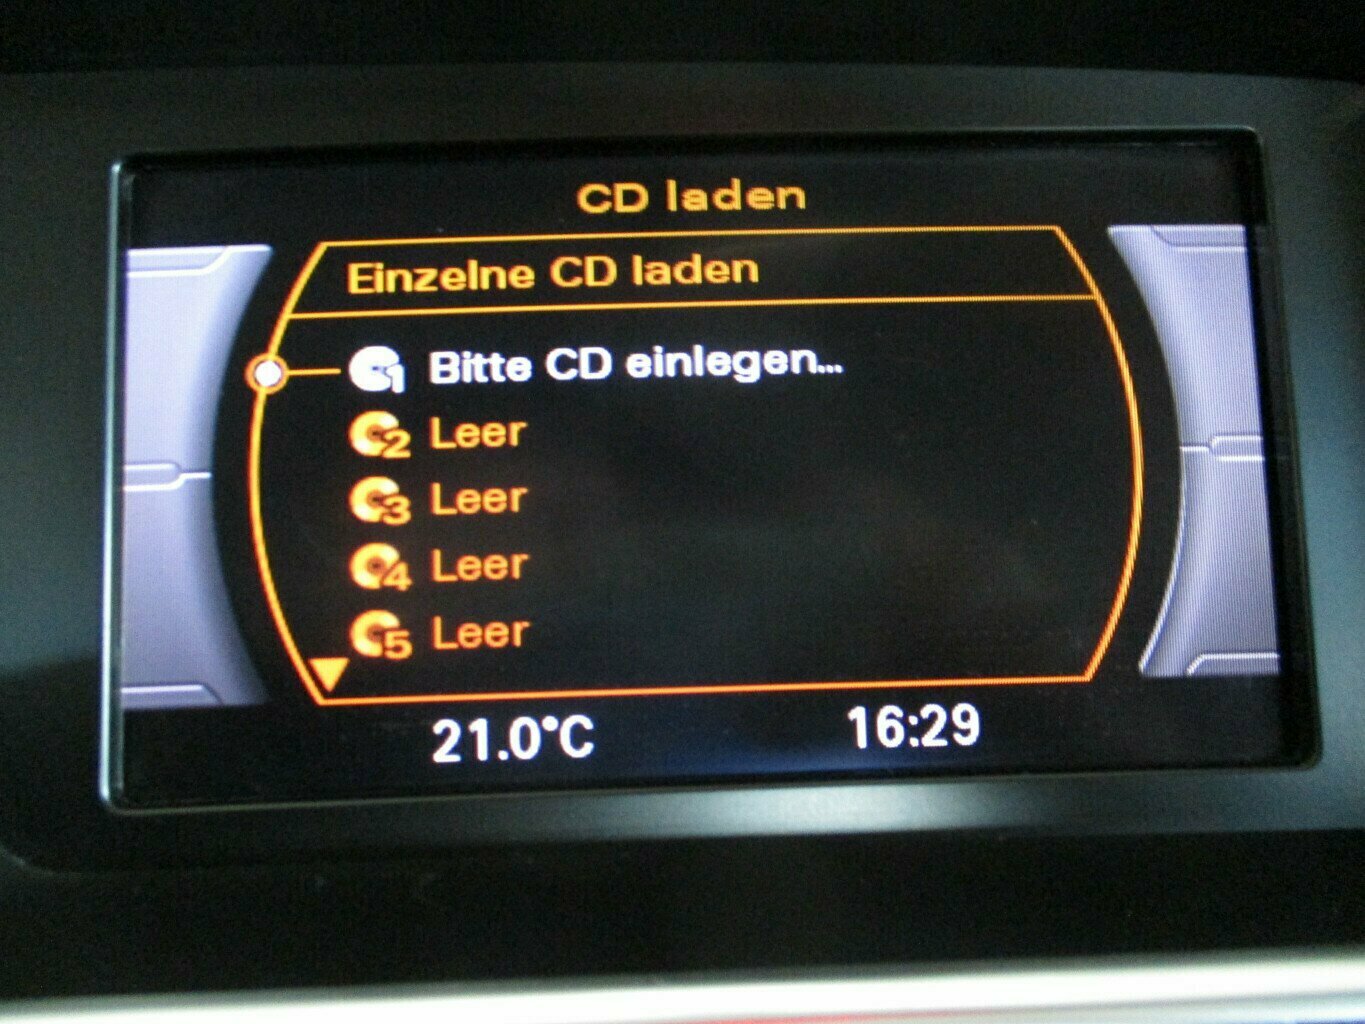 CD laden
Einzelne CD laden
1 Bitte CD einlegen...
2 Leer
3 Leer
4 Leer
5 Leer
21.0°C 16:29